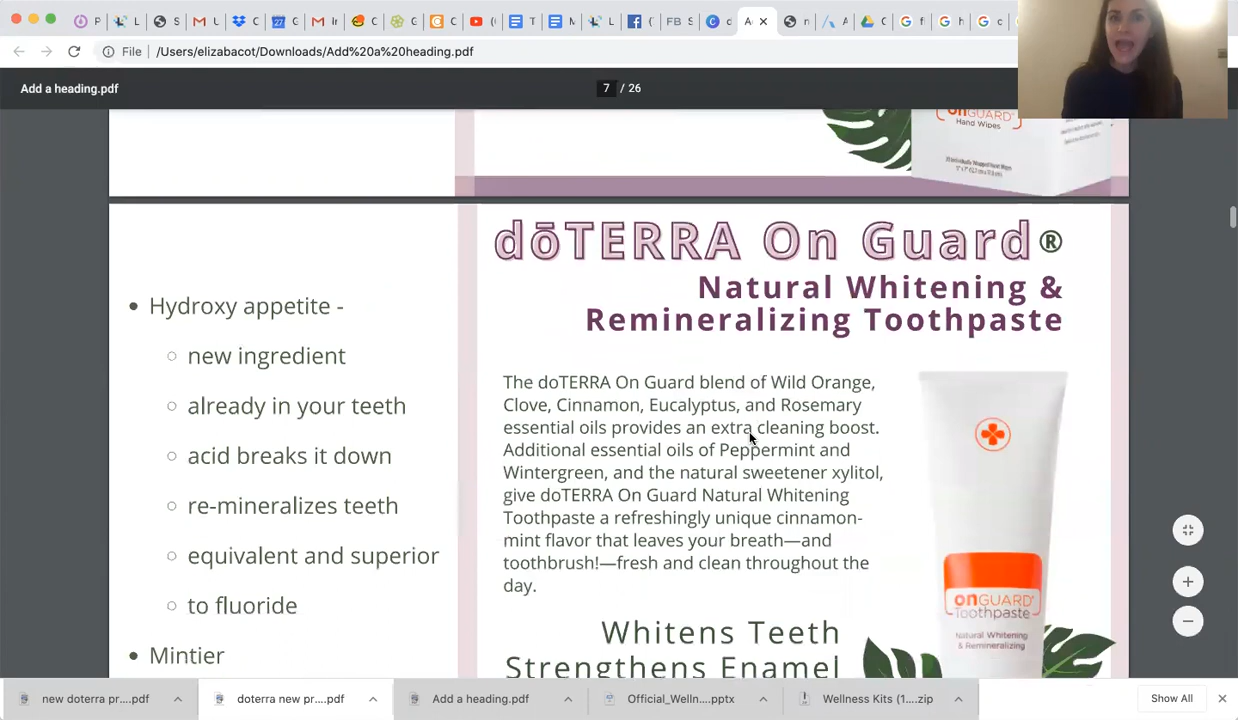 File /Users/elizabacot/Downloads/Add%20a%20heading.pdf
Add a heading.pdf
7 / 26
onGUARD®
Hand Wipes
dōTERRA On Guard®
Natural Whitening &
Remineralizing Toothpaste
Hydroxy appetite -
new ingredient
already in your teeth
acid breaks it down
re-mineralizes teeth
equivalent and superior
to fluoride
Mintier
The doTERRA On Guard blend of Wild Orange,
Clove, Cinnamon, Eucalyptus, and Rosemary
essential oils provides an extra cleaning boost.
Additional essential oils of Peppermint and
Wintergreen, and the natural sweetener xylitol,
give doTERRA On Guard Natural Whitening
Toothpaste a refreshingly unique cinnamon-
mint flavor that leaves your breath—and
toothbrush!—fresh and clean throughout the
day.
Whitens Teeth
Strengthens Enamel
onGUARD®
Toothpaste
Natural Whitening
& Remineralizing
new doterra pr....pdf
doterra new pr....pdf
Add a heading.pdf
Official_Welln....pptx
Wellness Kits (1....zip
Show All